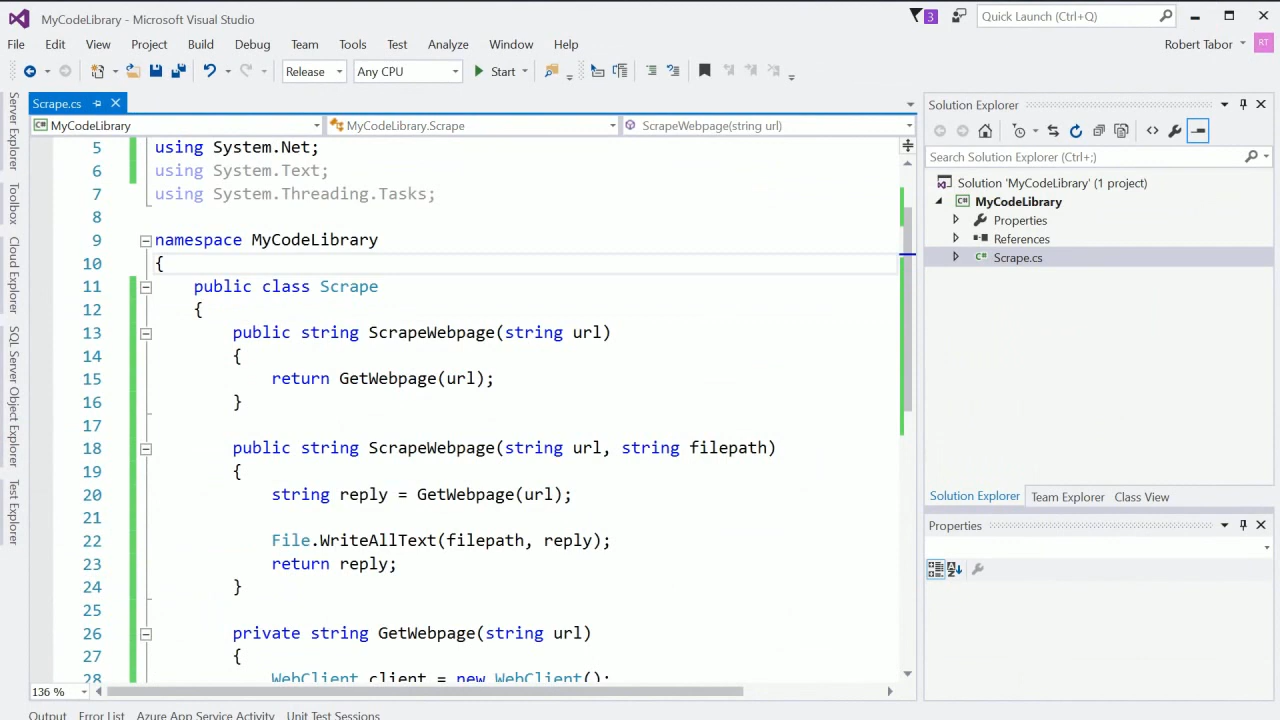 MyCodeLibrary - Microsoft Visual Studio
3
Quick Launch (Ctrl+Q)
File Edit View Project Build Debug Team Tools Test Analyze Window Help
Robert Tabor
RT
Release
Any CPU
Start
Server Explorer
Toolbox
Cloud Explorer
SQL Server Object Explorer
Test Explorer
Scrape.cs
MyCodeLibrary
MyCodeLibrary.Scrape
ScrapeWebpage(string url)
5 using System.Net;
6 using System.Text;
7 using System.Threading.Tasks;
8
9 namespace MyCodeLibrary
10 {
11 public class Scrape
12 {
13 public string ScrapeWebpage(string url)
14 {
15 return GetWebpage(url);
16 }
17
18 public string ScrapeWebpage(string url, string filepath)
19 {
20 string reply = GetWebpage(url);
21
22 File.WriteAllText(filepath, reply);
23 return reply;
24 }
25
26 private string GetWebpage(string url)
27 {
28 WebClient client = new WebClient();
136 %
Output Error List Azure App Service Activity Unit Test Sessions
Solution Explorer
Search Solution Explorer (Ctrl+;)
Solution 'MyCodeLibrary' (1 project)
C# MyCodeLibrary
Properties
References
C# Scrape.cs
Solution Explorer Team Explorer Class View
Properties